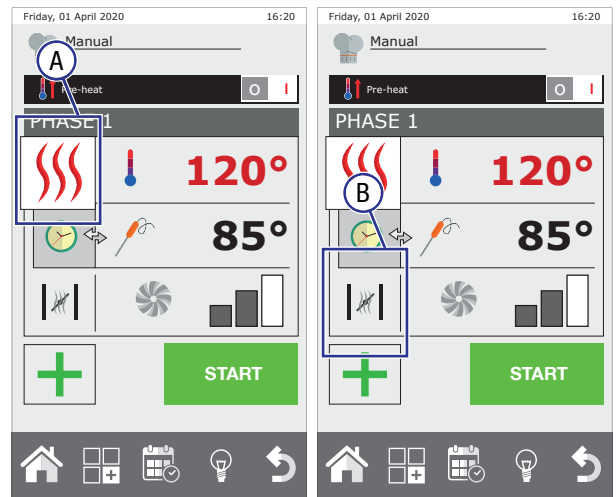 Friday, 01 April 2020 16:20
Manual
A
Pre-heat O I
PHASE 1
120°
85°
START
Friday, 01 April 2020 16:20
Manual
Pre-heat O I
PHASE 1
120°
B
85°
START